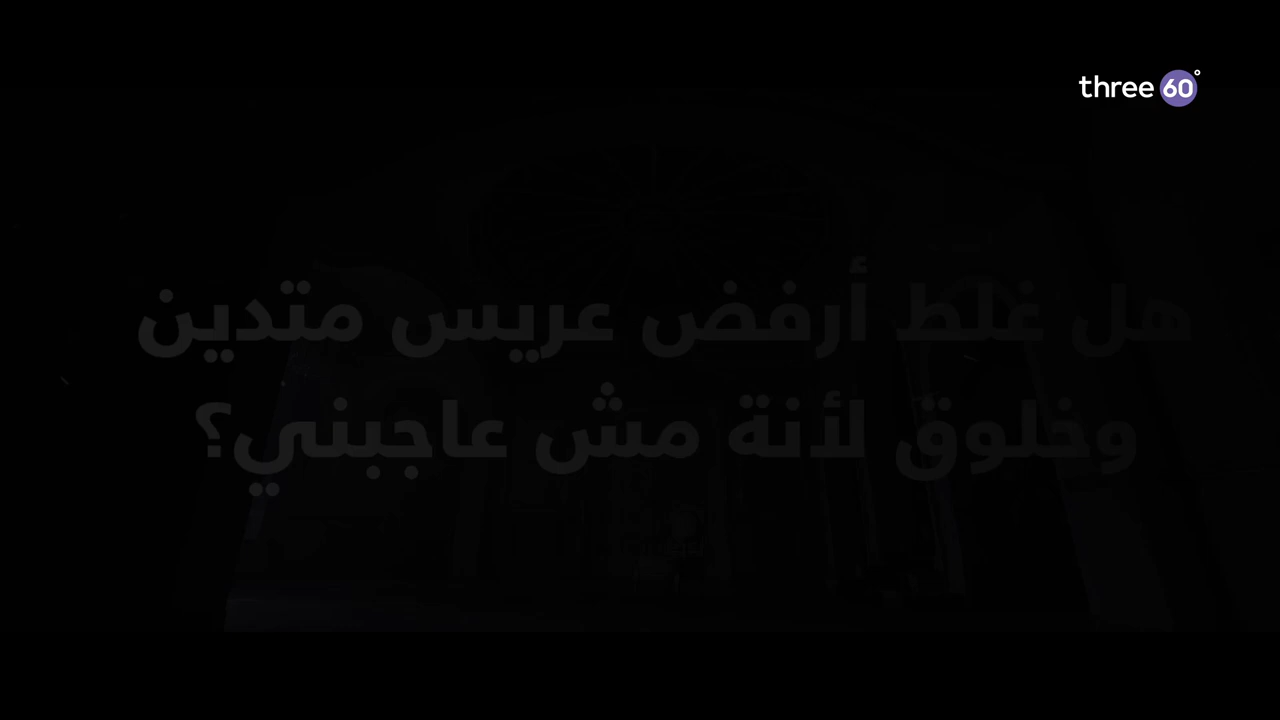 three 60°
هل غلط أرفض عريس متدين
وخلوق لأنة مش عاجبني؟